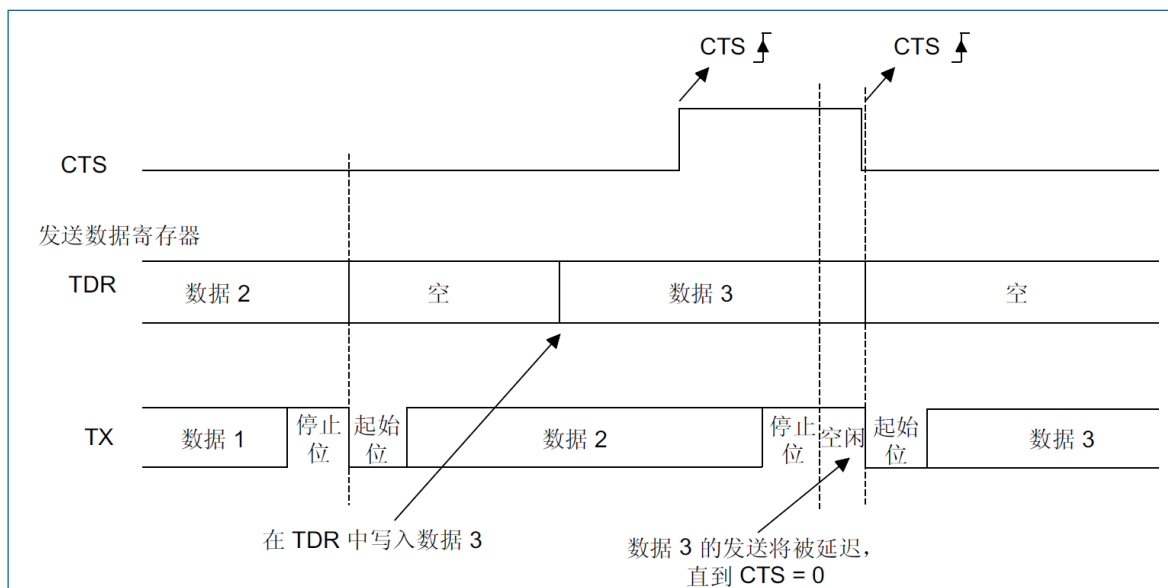 CTS
CTS
CTS
发送数据寄存器
TDR
数据 2
空
数据 3
空
TX
数据 1
停止
位
起始
位
数据 2
停止
位
空闲
起始
位
数据 3
在 TDR 中写入数据 3
数据 3 的发送将被延迟，
直到 CTS = 0